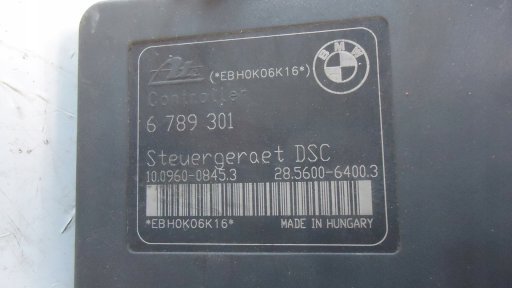 Ate (*EBH0K06K16*) BMW
Controller
6 789 301
Steuergeraet DSC
10.0960-0845.3 28.5600-6400.3
*EBH0K06K16* MADE IN HUNGARY